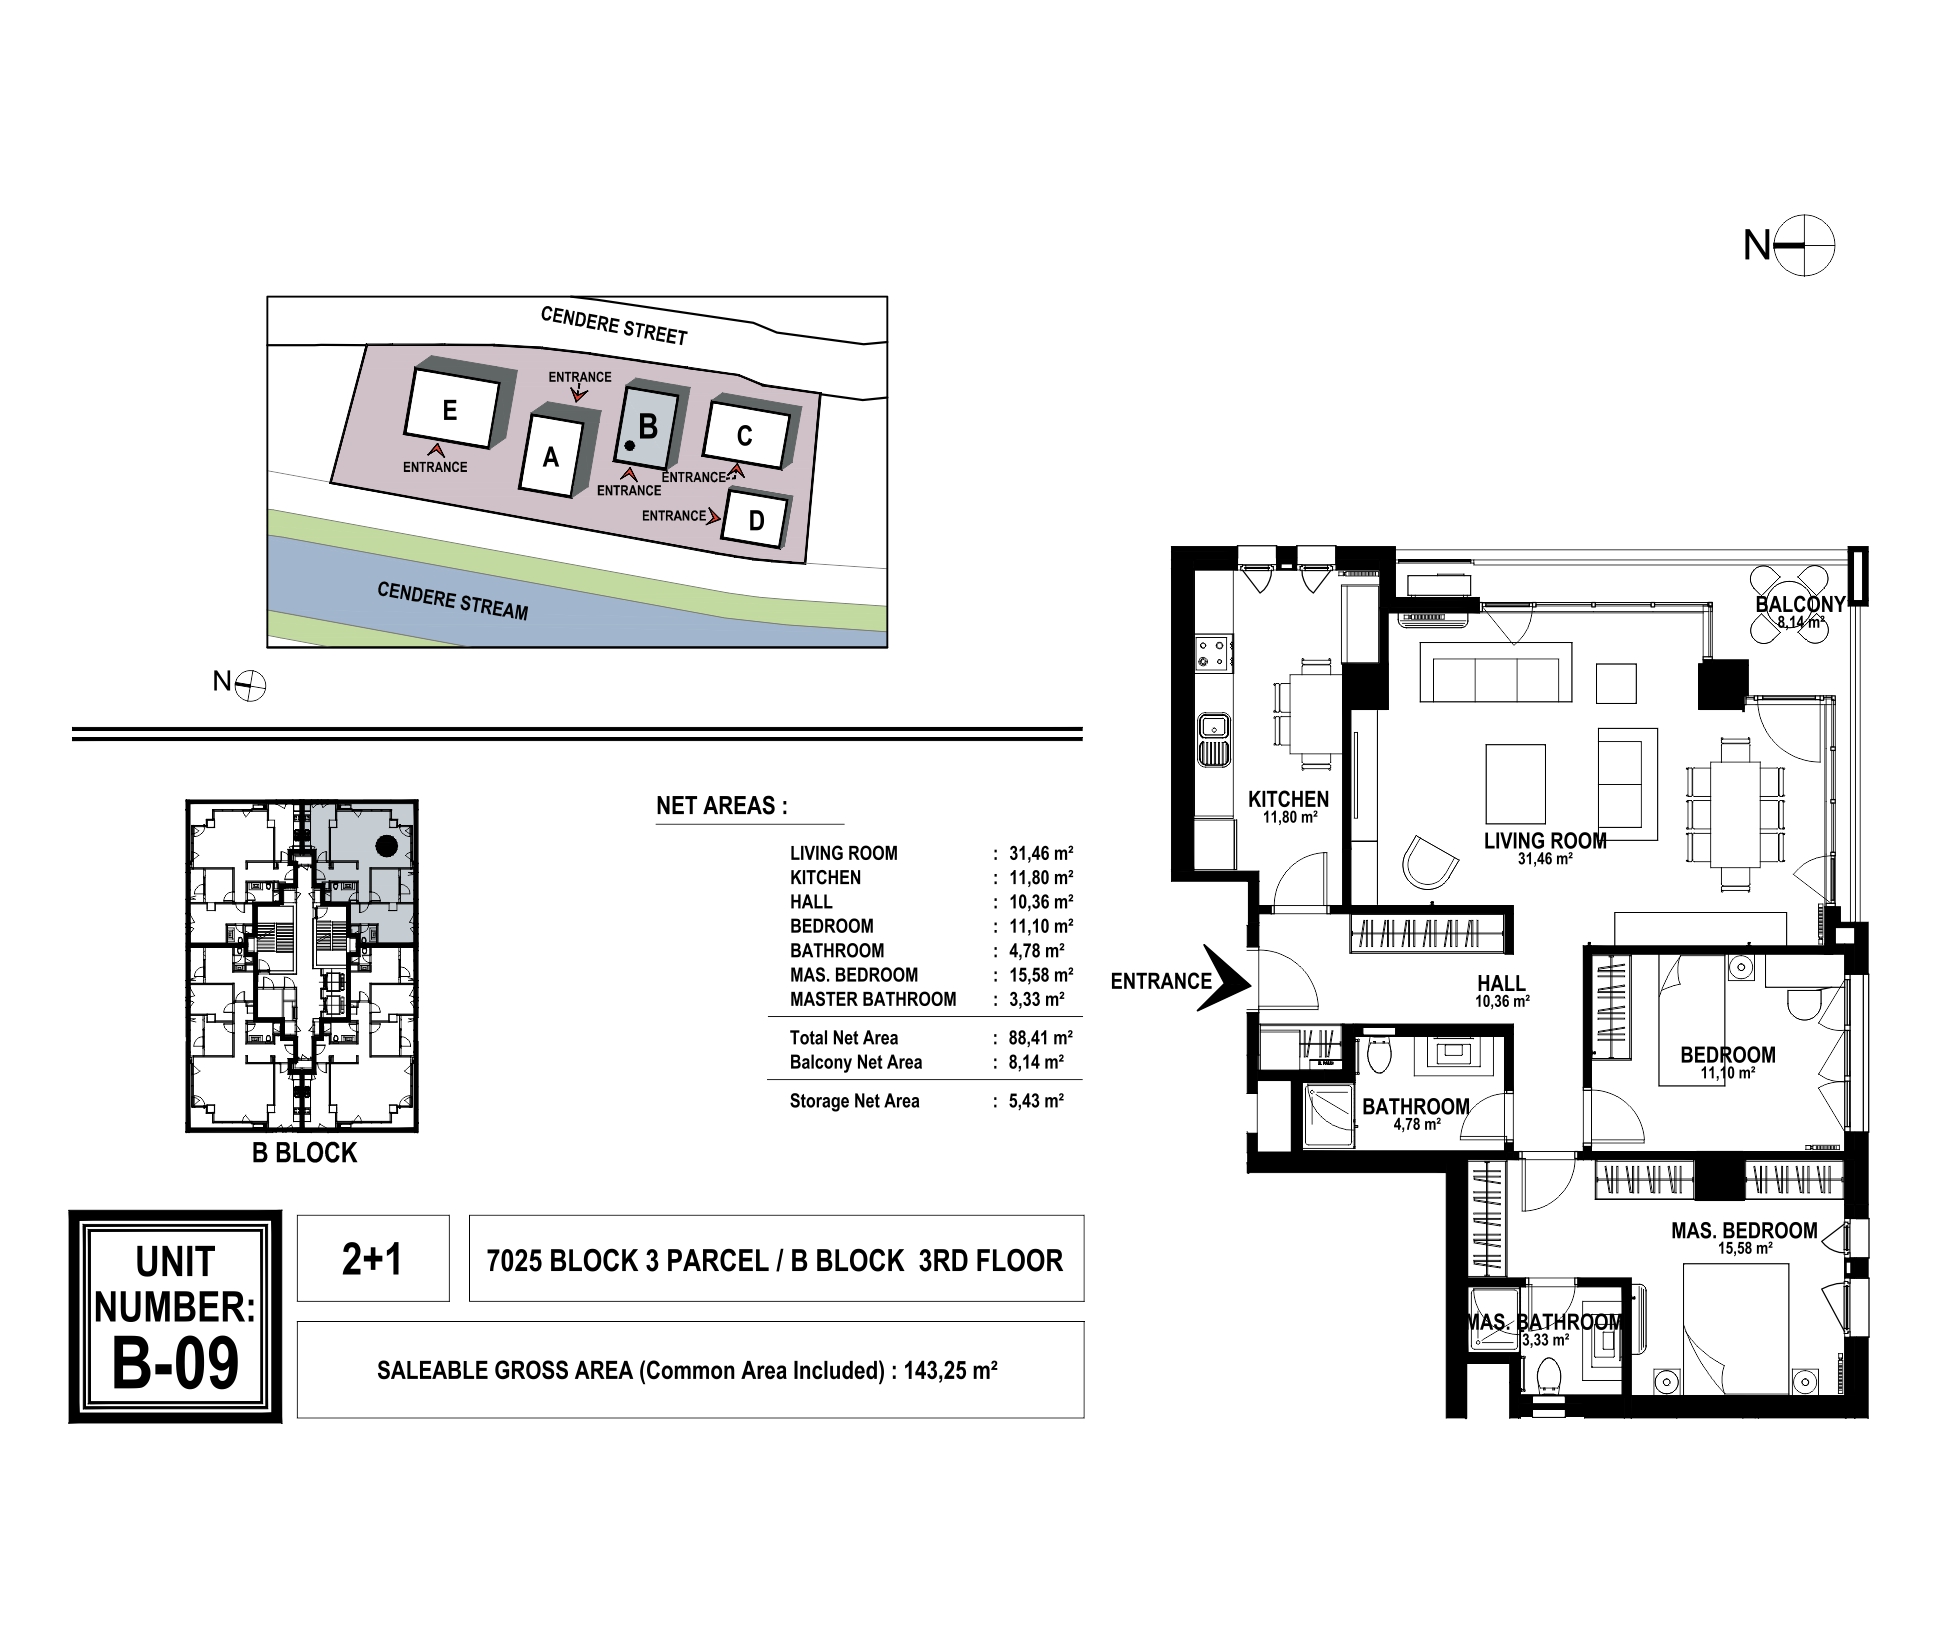 N
CENDERE STREET
ENTRANCE
E
B
C
A
ENTRANCE
ENTRANCE
ENTRANCE
ENTRANCE
D
CENDERE STREAM
N
NET AREAS :
LIVING ROOM : 31,46 m²
KITCHEN : 11,80 m²
HALL : 10,36 m²
BEDROOM : 11,10 m²
BATHROOM : 4,78 m²
MAS. BEDROOM : 15,58 m²
MASTER BATHROOM : 3,33 m²
Total Net Area : 88,41 m²
Balcony Net Area : 8,14 m²
Storage Net Area : 5,43 m²
B BLOCK
UNIT
NUMBER:
B-09
2+1
7025 BLOCK 3 PARCEL / B BLOCK 3RD FLOOR
SALEABLE GROSS AREA (Common Area Included) : 143,25 m²
BALCONY
8,14 m²
KITCHEN
11,80 m²
LIVING ROOM
31,46 m²
ENTRANCE
HALL
10,36 m²
BEDROOM
11,10 m²
BATHROOM
4,78 m²
MAS. BEDROOM
15,58 m²
MAS. BATHROOM
3,33 m²